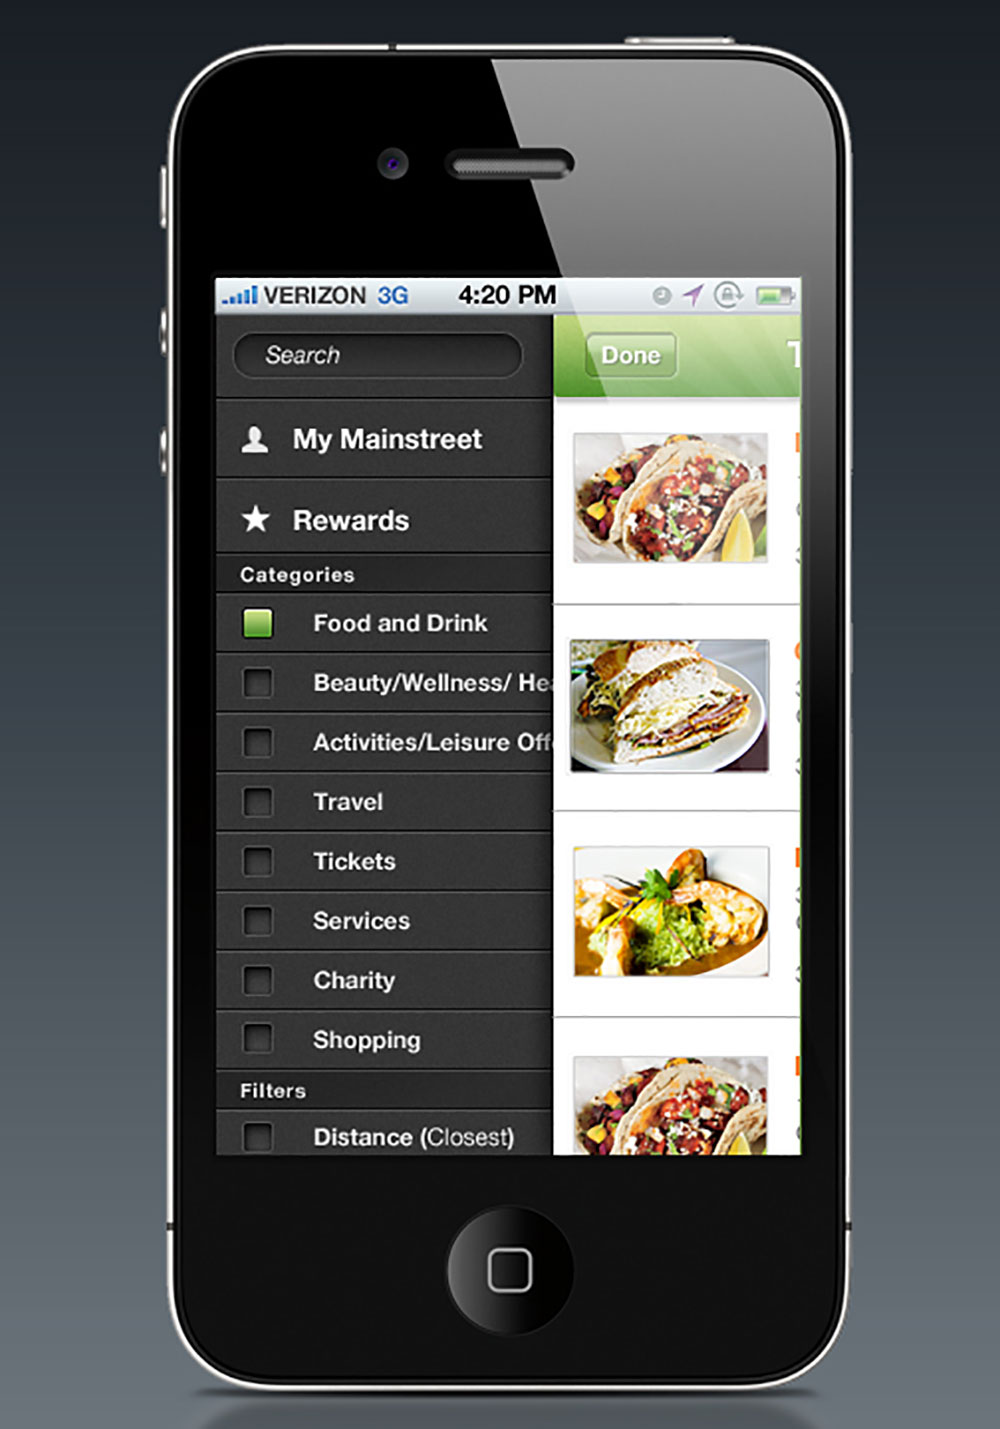 VERIZON 3G 4:20 PM
Search
Done
T
My Mainstreet
Rewards
Categories
Food and Drink
Beauty/Wellness/ Hea
Activities/Leisure Off
Travel
Tickets
Services
Charity
Shopping
Filters
Distance (Closest)